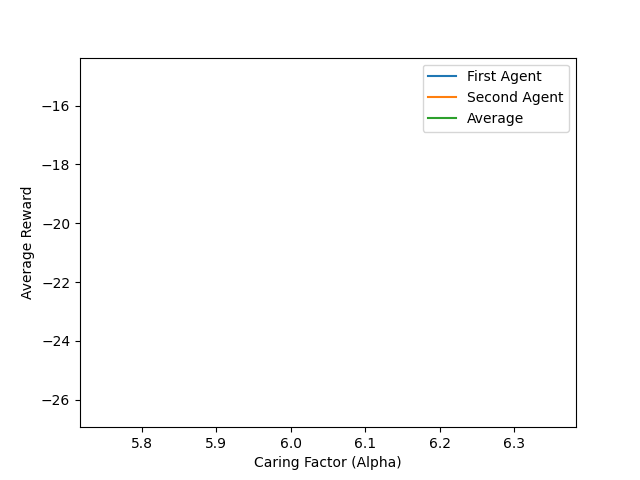 First Agent
Second Agent
Average
−16
−18
−20
−22
−24
−26
Average Reward
5.8 5.9 6.0 6.1 6.2 6.3
Caring Factor (Alpha)